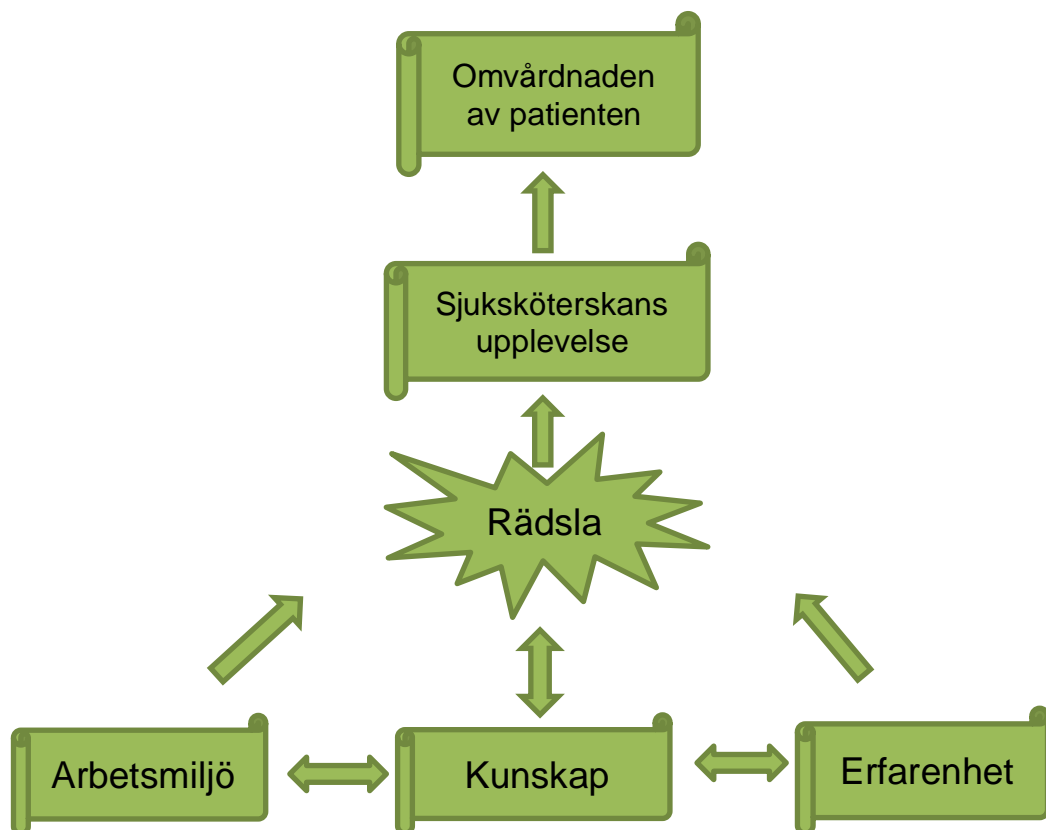 Omvårdnaden
av patienten
Sjuksköterskans
upplevelse
Rädsla
Arbetsmiljö
Kunskap
Erfarenhet